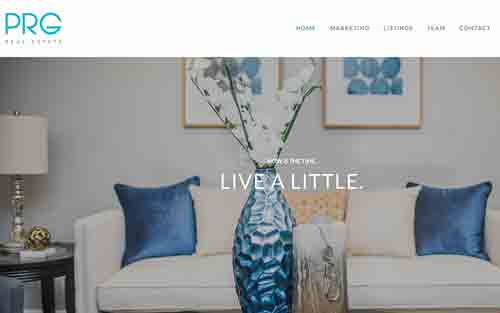 PRG
REAL ESTATE
HOME MARKETING LISTINGS TEAM CONTACT
NOW IS THE TIME.
LIVE A LITTLE.